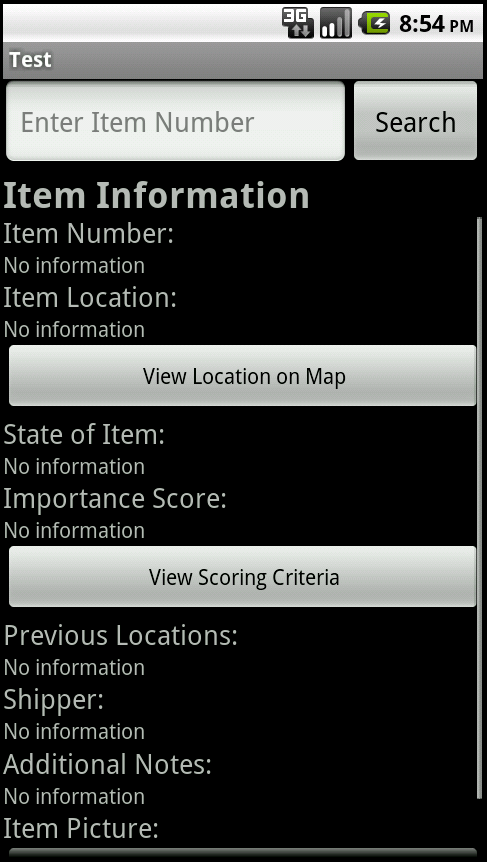 3G 8:54 PM
Test
Enter Item Number Search
Item Information
Item Number:
No information
Item Location:
No information
View Location on Map
State of Item:
No information
Importance Score:
No information
View Scoring Criteria
Previous Locations:
No information
Shipper:
No information
Additional Notes:
No information
Item Picture: